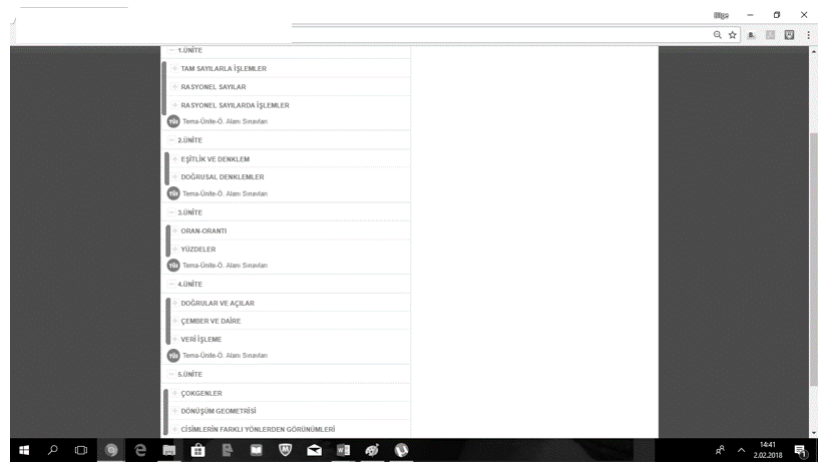 Bilge
1.ÜNİTE
TAM SAYILARLA İŞLEMLER
RASYONEL SAYILAR
RASYONEL SAYILARDA İŞLEMLER
Tema-Ünite-Ö. Alanı Sınavları
2.ÜNİTE
EŞİTLİK VE DENKLEM
DOĞRUSAL DENKLEMLER
Tema-Ünite-Ö. Alanı Sınavları
3.ÜNİTE
ORAN-ORANTI
YÜZDELER
Tema-Ünite-Ö. Alanı Sınavları
4.ÜNİTE
DOĞRULAR VE AÇILAR
ÇEMBER VE DAİRE
VERİ İŞLEME
Tema-Ünite-Ö. Alanı Sınavları
5.ÜNİTE
ÇOKGENLER
DÖNÜŞÜM GEOMETRİSİ
CİSİMLERİN FARKLI YÖNLERDEN GÖRÜNÜMLERİ
14:41
2.02.2018